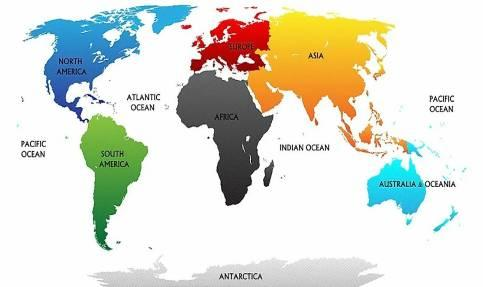 NORTH
AMERICA
EUROPE
ASIA
ATLANTIC
OCEAN
PACIFIC
OCEAN
AFRICA
PACIFIC
OCEAN
SOUTH
AMERICA
INDIAN OCEAN
AUSTRALIA & OCEANIA
ANTARCTICA